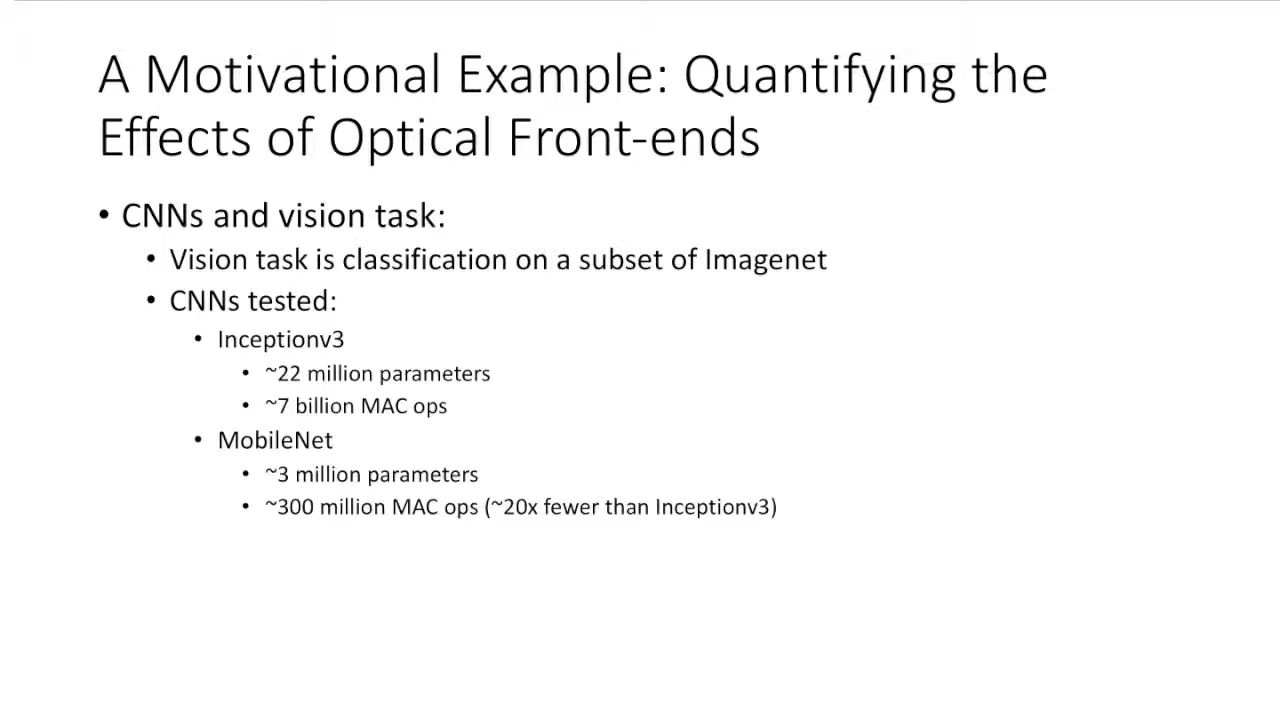 A Motivational Example: Quantifying the
Effects of Optical Front-ends
• CNNs and vision task:
• Vision task is classification on a subset of Imagenet
• CNNs tested:
• Inceptionv3
• ~22 million parameters
• ~7 billion MAC ops
• MobileNet
• ~3 million parameters
• ~300 million MAC ops (~20x fewer than Inceptionv3)